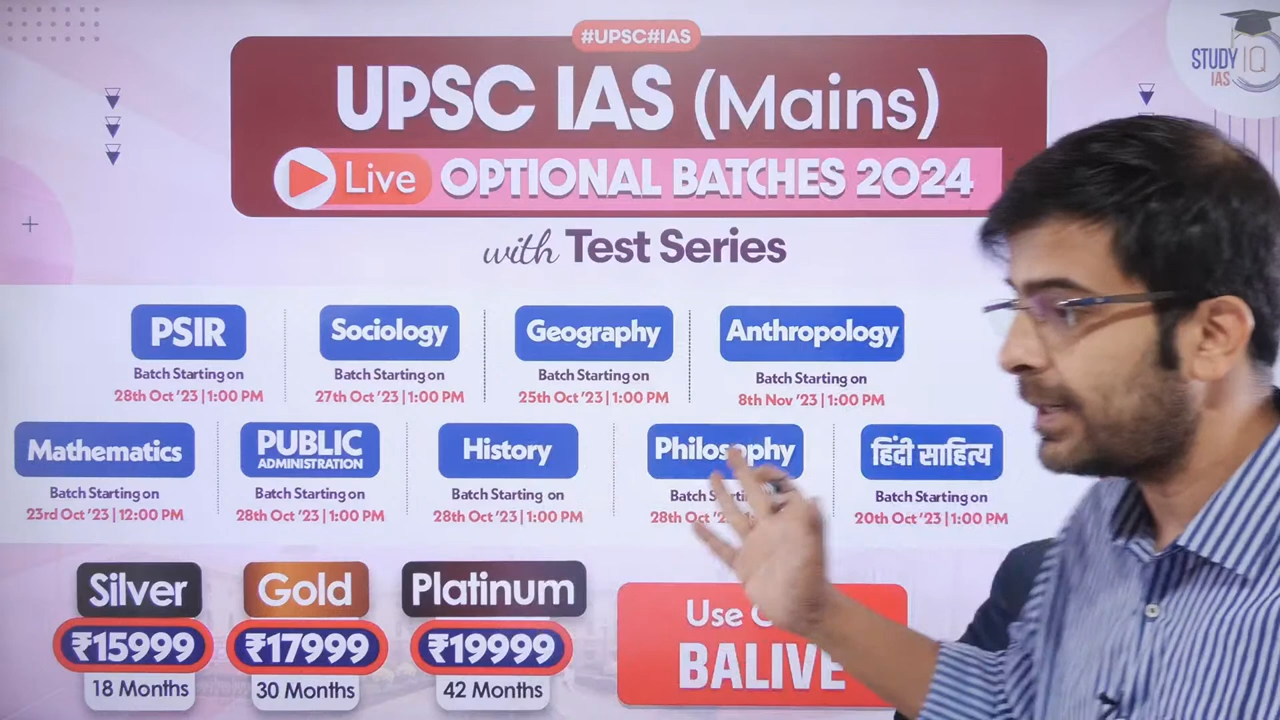 #UPSC#IAS
STUDY IQ
IAS
UPSC IAS (Mains)
Live OPTIONAL BATCHES 2024
with Test Series
PSIR
Batch Starting on
28th Oct '23 | 1:00 PM
Sociology
Batch Starting on
27th Oct '23 | 1:00 PM
Geography
Batch Starting on
25th Oct '23 | 1:00 PM
Anthropology
Batch Starting on
8th Nov '23 | 1:00 PM
Mathematics
Batch Starting on
23rd Oct '23 | 12:00 PM
PUBLIC
ADMINISTRATION
Batch Starting on
28th Oct '23 | 1:00 PM
History
Batch Starting on
28th Oct '23 | 1:00 PM
Philosophy
Batch
28th Oct '23
हिंदी साहित्य
Batch Starting on
20th Oct '23 | 1:00 PM
Silver
₹15999
18 Months
Gold
₹17999
30 Months
Platinum
₹19999
42 Months
Use
BALIVE